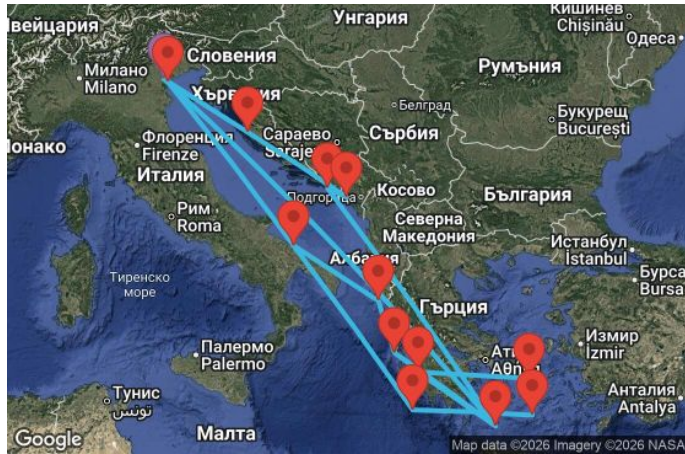 Швейцария
Унгария
Кишинев
Chișinău
Одеса
Словения
Милано
Milano
Хърватия
Румъния
Белград
Букурещ
București
Монако
Флоренция
Firenze
Сараево
Sarajevo
Сърбия
Италия
Подгорица
Косово
България
Рим
Roma
Северна
Македония
Истанбул
İstanbul
Албания
Бурса
Bursa
Тиренско
море
Гърция
Палермо
Palermo
Измир
İzmir
Αθήνα
Тунис
تونس
Анталия
Antalya
Малта
Google
Map data ©2026 Imagery ©2026 NASA